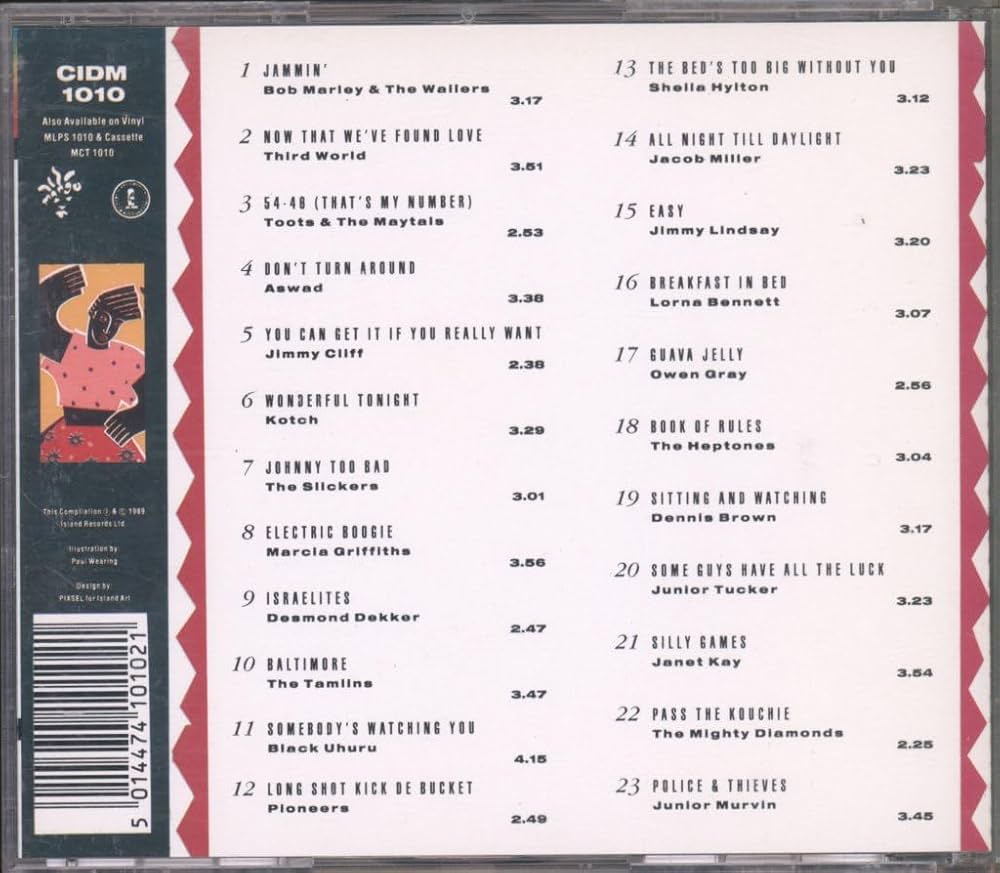 CIDM
1010
Also Available on Vinyl
MLPS 1010 & Cassette
MCT 1010
This Compilation ℗ & © 1989
Island Records Ltd
Illustration by
Paul Wearing
Design by
PIXSEL for Island Art
5 014474 101021
1 JAMMIN'
Bob Marley & The Wailers
3.17
2 NOW THAT WE'VE FOUND LOVE
Third World
3.51
3 54-46 (THAT'S MY NUMBER)
Toots & The Maytals
2.53
4 DON'T TURN AROUND
Aswad
3.38
5 YOU CAN GET IT IF YOU REALLY WANT
Jimmy Cliff
2.38
6 WONDERFUL TONIGHT
Kotch
3.29
7 JOHNNY TOO BAD
The Slickers
3.01
8 ELECTRIC BOOGIE
Marcia Griffiths
3.56
9 ISRAELITES
Desmond Dekker
2.47
10 BALTIMORE
The Tamlins
3.47
11 SOMEBODY'S WATCHING YOU
Black Uhuru
4.15
12 LONG SHOT KICK DE BUCKET
Pioneers
2.49
13 THE BED'S TOO BIG WITHOUT YOU
Sheila Hylton
3.12
14 ALL NIGHT TILL DAYLIGHT
Jacob Miller
3.23
15 EASY
Jimmy Lindsay
3.20
16 BREAKFAST IN BED
Lorna Bennett
3.07
17 GUAVA JELLY
Owen Gray
2.56
18 BOOK OF RULES
The Heptones
3.04
19 SITTING AND WATCHING
Dennis Brown
3.17
20 SOME GUYS HAVE ALL THE LUCK
Junior Tucker
3.23
21 SILLY GAMES
Janet Kay
3.54
22 PASS THE KOUCHIE
The Mighty Diamonds
2.25
23 POLICE & THIEVES
Junior Murvin
3.45